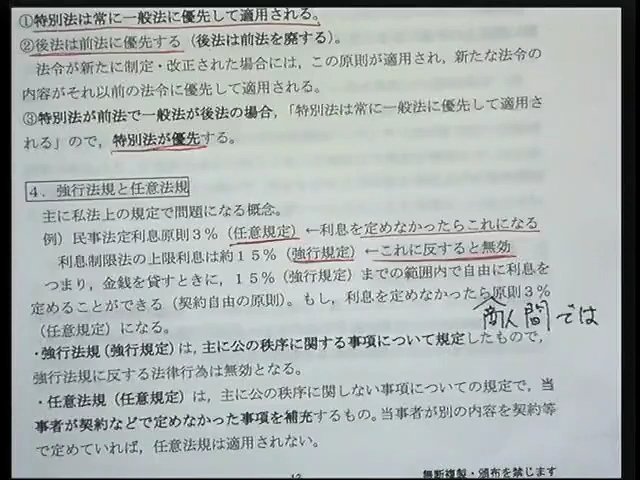 ①特別法は常に一般法に優先して適用される。
②後法は前法に優先する（後法は前法を廃する）。
法令が新たに制定・改正された場合には，この原則が適用され，新たな法令の
内容がそれ以前の法令に優先して適用される。
③特別法が前法で一般法が後法の場合，「特別法は常に一般法に優先して適用さ
れる」ので，特別法が優先する。
４．強行法規と任意法規
主に私法上の規定で問題になる概念。
例）民事法定利息原則３％（任意規定）←利息を定めなかったらこれになる
利息制限法の上限利息は約１５％（強行規定）←これに反すると無効
つまり，金銭を貸すときに，１５％（強行規定）までの範囲内で自由に利息を
定めることができる（契約自由の原則）。もし，利息を定めなかったら原則３％
（任意規定）になる。
商人間では
・強行法規（強行規定）は，主に公の秩序に関する事項について規定したもので，
強行法規に反する法律行為は無効となる。
・任意法規（任意規定）は，主に公の秩序に関しない事項についての規定で，当
事者が契約などで定めなかった事項を補充するもの。当事者が別の内容を契約等
で定めていれば，任意法規は適用されない。
無断複製・頒布を禁じます